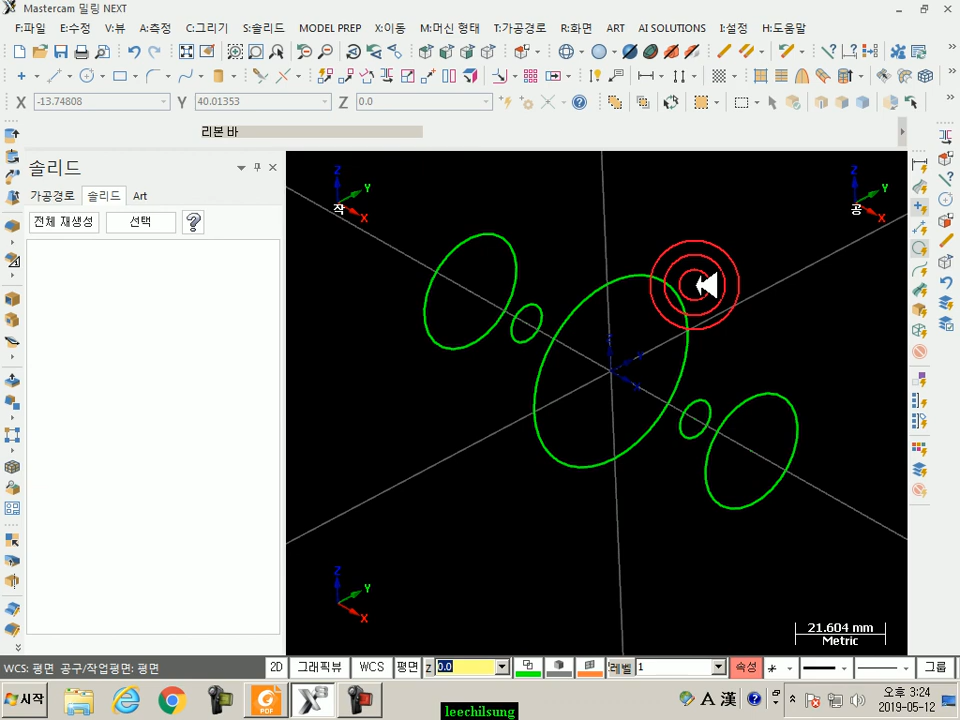 Mastercam 밀링 NEXT
F:파일 E:수정 V:뷰 A:측정 C:그리기 S:솔리드 MODEL PREP X:이동 M:머신 형태 T:가공경로 R:화면 ART AI SOLUTIONS I:설정 H:도움말
X -13.74808 Y 40.01353 Z 0.0
리본 바
솔리드
가공경로 솔리드 Art
전체 재생성 선택
Z Y X 작
Z Y X 공
Z Y X
21.604 mm
Metric
WCS: 평면 공구/작업평면: 평면 2D 그래픽뷰 WCS 평면 Z 0.0 레벨 1 속성 그룹
시작 PDF A 漢 오후 3:24
2019-05-12
leechilsung